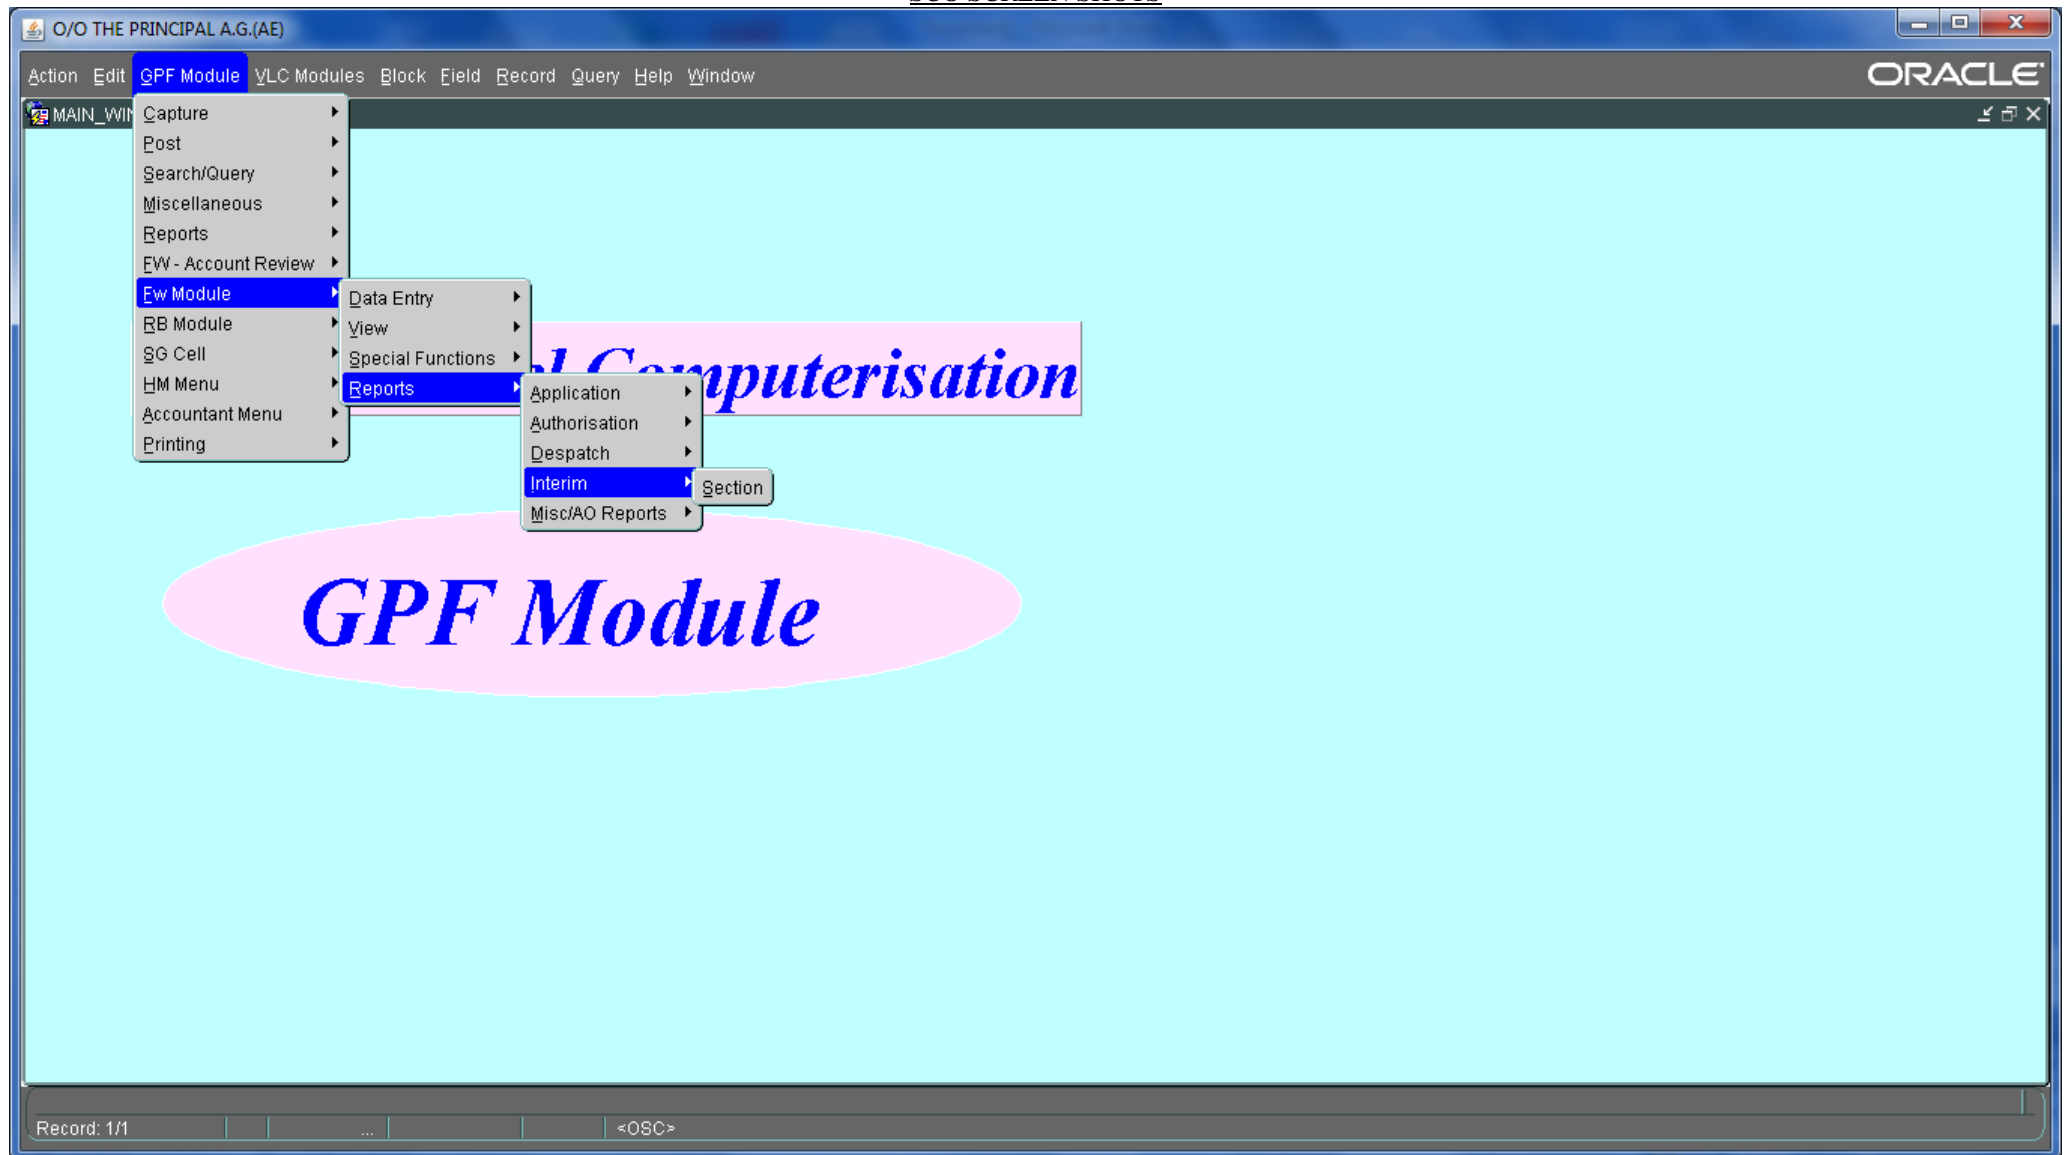 O/O THE PRINCIPAL A.G.(AE)
Action Edit GPF Module VLC Modules Block Field Record Query Help Window
ORACLE
MAIN_WIN
Capture
Post
Search/Query
Miscellaneous
Reports
FW - Account Review
Fw Module
RB Module
SG Cell
HM Menu
Accountant Menu
Printing
Data Entry
View
Special Functions
Reports
Application
Authorisation
Despatch
Interim
Misc/AO Reports
Section
Computerisation
GPF Module
Record: 1/1 ... <OSC>